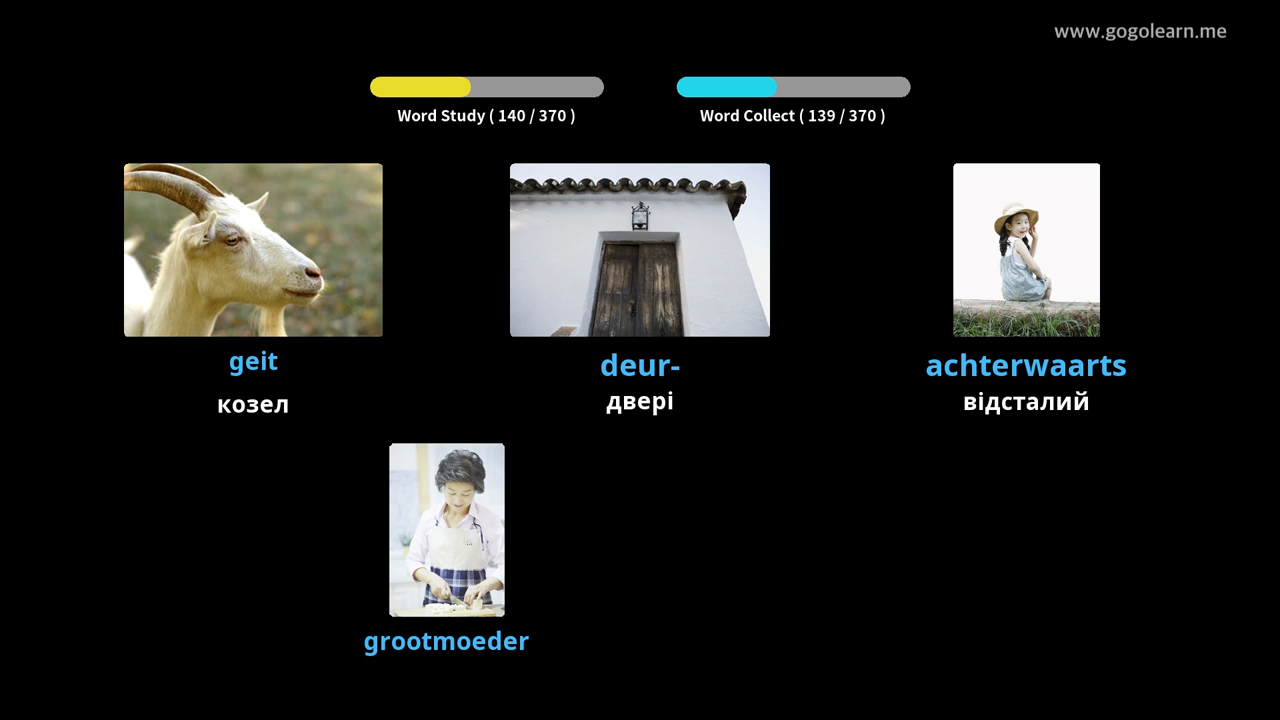 www.gogolearn.me
Word Study ( 140 / 370 )
Word Collect ( 139 / 370 )
geit
козел
deur-
двері
achterwaarts
відсталий
grootmoeder